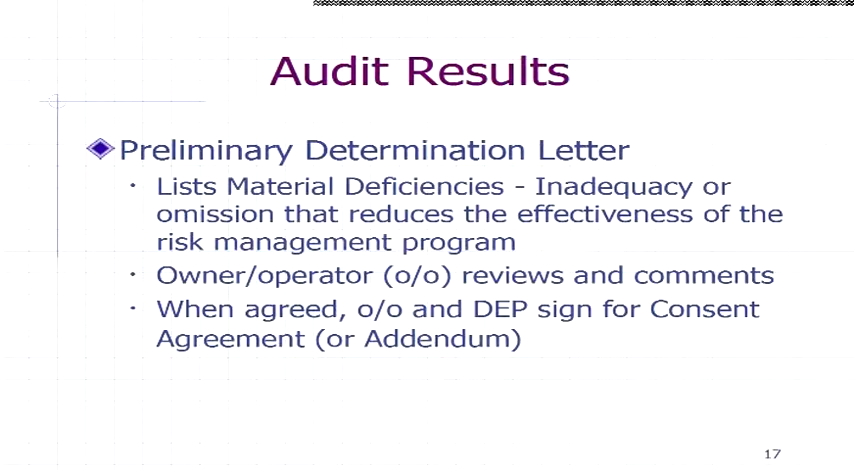 Audit Results
Preliminary Determination Letter
· Lists Material Deficiencies - Inadequacy or
omission that reduces the effectiveness of the
risk management program
· Owner/operator (o/o) reviews and comments
· When agreed, o/o and DEP sign for Consent
Agreement (or Addendum)
17